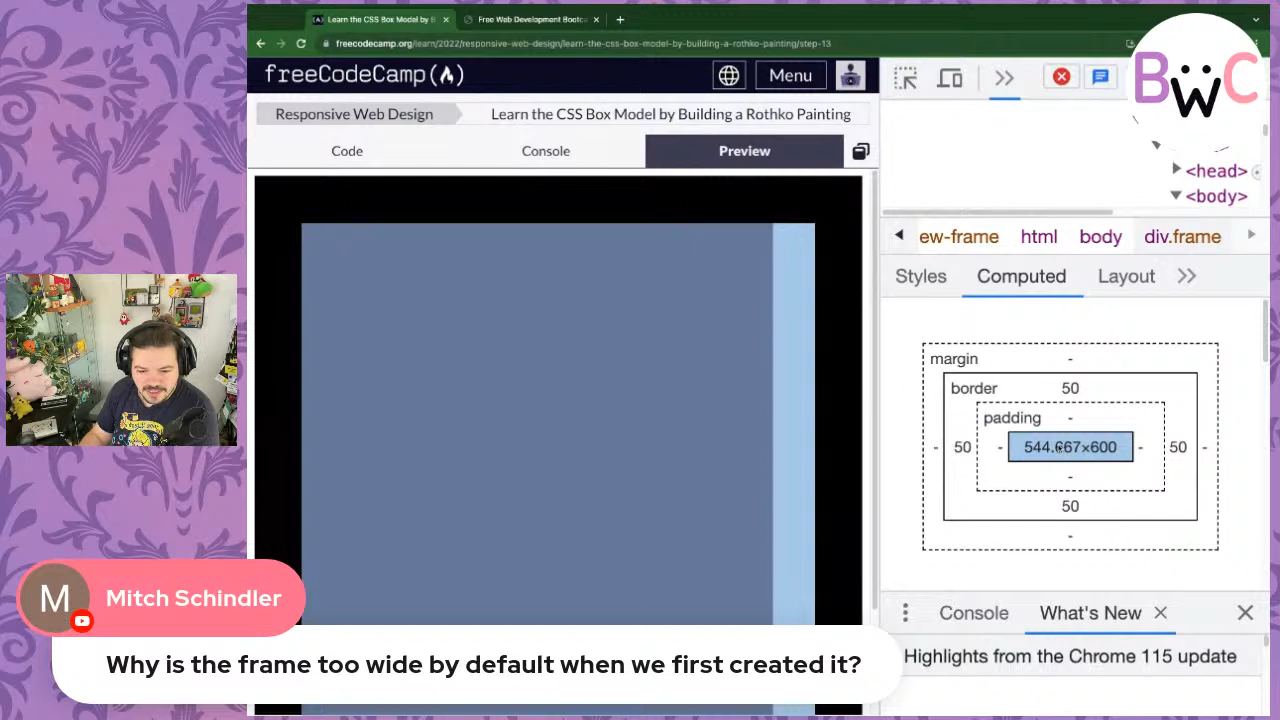 Learn the CSS Box Model by B
Free Web Development Bootca
freecodecamp.org/learn/2022/responsive-web-design/learn-the-css-box-model-by-building-a-rothko-painting/step-13
BWC
freeCodeCamp
Menu
Responsive Web Design
Learn the CSS Box Model by Building a Rothko Painting
Code
Console
Preview
<head>
<body>
ew-frame
html
body
div.frame
Styles
Computed
Layout
margin
-
border
50
padding
-
-
50
-
544.667×600
-
50
-
-
50
-
Console
What's New
Highlights from the Chrome 115 update
M
Mitch Schindler
Why is the frame too wide by default when we first created it?